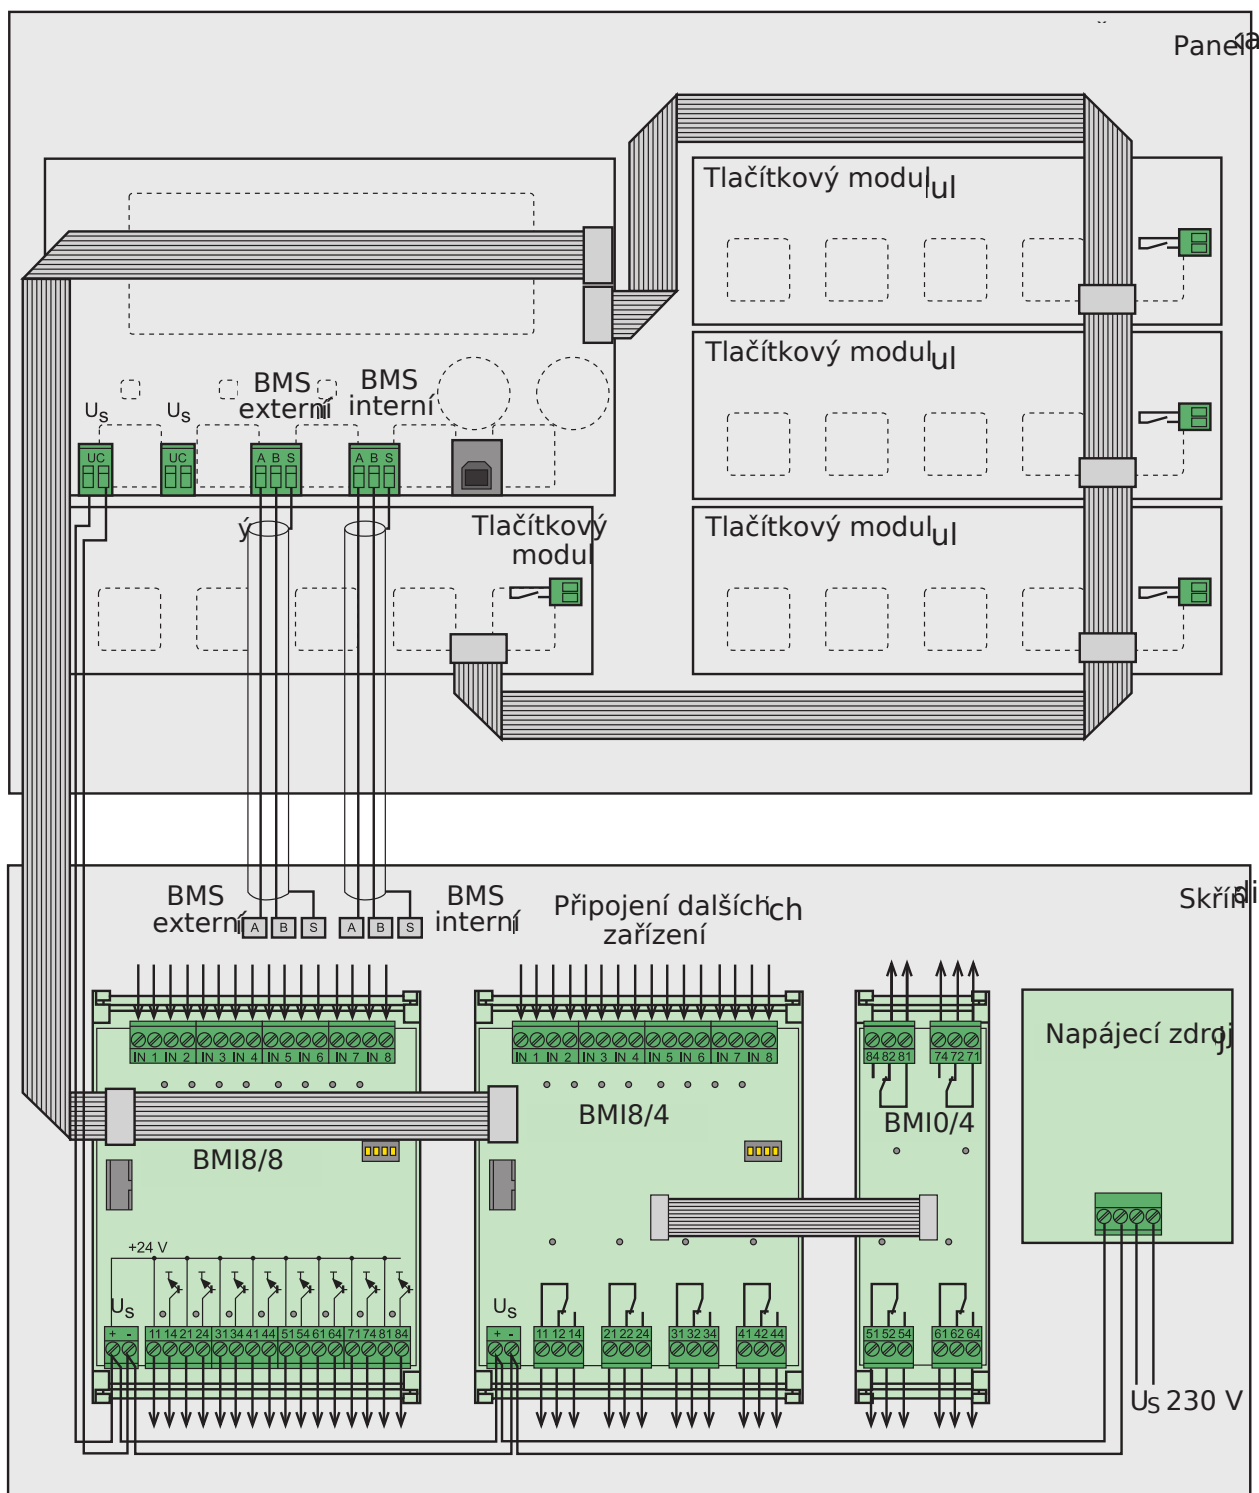 Panel
Tlačítkový modul
Tlačítkový modul
BMS
externí
BMS
interní
US
US
UC
UC
A B S
A B S
Tlačítkový
modul
Tlačítkový modul
BMS
externí
A B S
A B S
BMS
interní
Připojení dalších
zařízení
Skříň
IN 1 IN 2 IN 3 IN 4 IN 5 IN 6 IN 7 IN 8
IN 1 IN 2 IN 3 IN 4 IN 5 IN 6 IN 7 IN 8
84 82 81
74 72 71
Napájecí zdroj
BMI8/8
BMI8/4
BMI0/4
+24 V
US
+ -
11 14 21 24 31 34 41 44 51 54 61 64 71 74 81 84
US
+ -
11 12 14
21 22 24
31 32 34
41 42 44
51 52 54
61 62 64
US 230 V